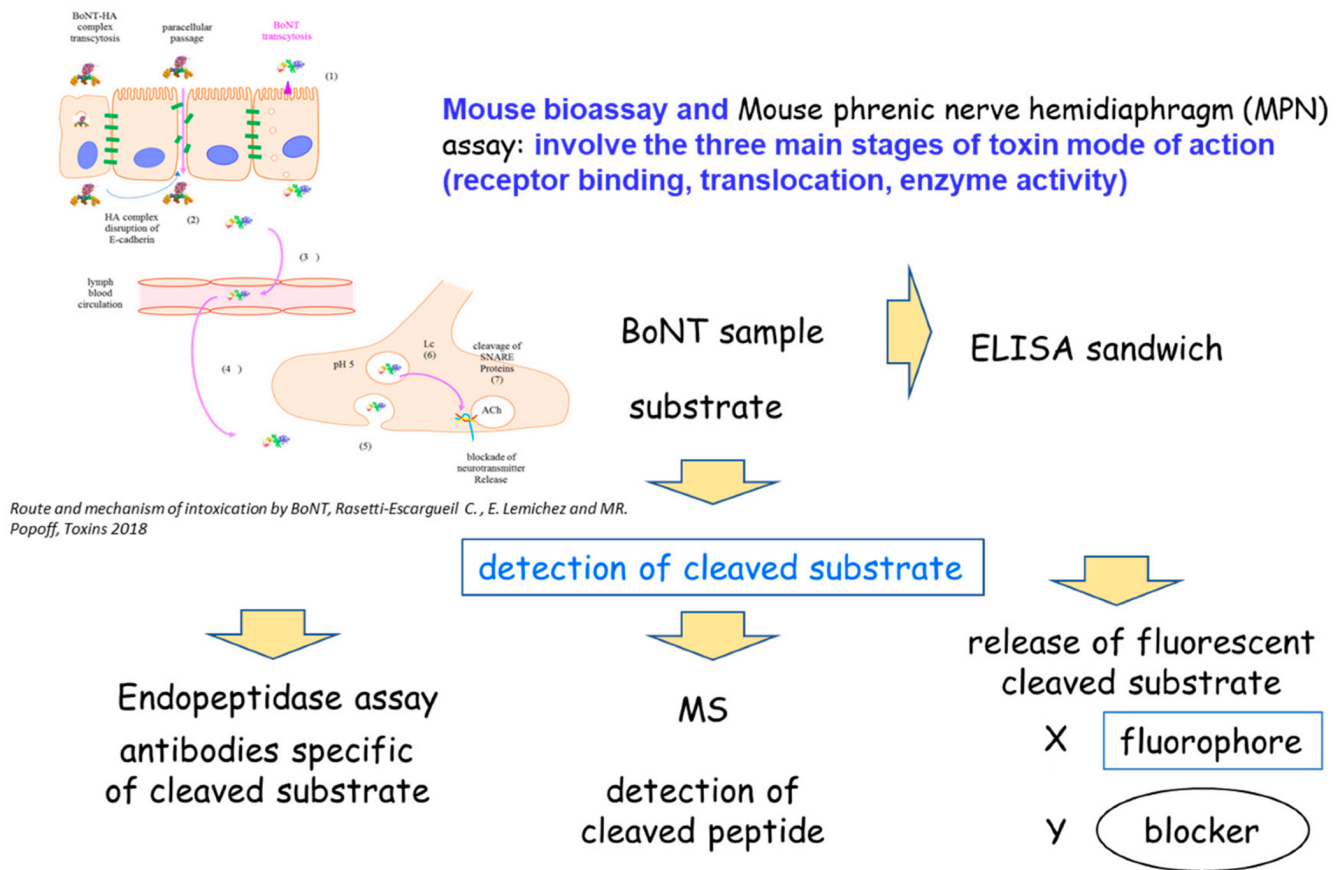 BoNT-HA
complex
transcytosis
paracellular
passage
BoNT
transcytosis
(1)
HA complex
disruption of
E-cadherin
(2)
(3 )
lymph
blood
circulation
(4 )
pH 5
Lc
(6)
cleavage of
SNARE
Proteins
(7)
ACh
(5)
blockade of
neurotransmitter
Release
Route and mechanism of intoxication by BoNT, Rasetti-Escargueil C. , E. Lemichez and MR.
Popoff, Toxins 2018
Mouse bioassay and Mouse phrenic nerve hemidiaphragm (MPN)
assay: involve the three main stages of toxin mode of action
(receptor binding, translocation, enzyme activity)
BoNT sample
substrate
ELISA sandwich
detection of cleaved substrate
Endopeptidase assay
antibodies specific
of cleaved substrate
MS
detection of
cleaved peptide
release of fluorescent
cleaved substrate
X fluorophore
Y blocker